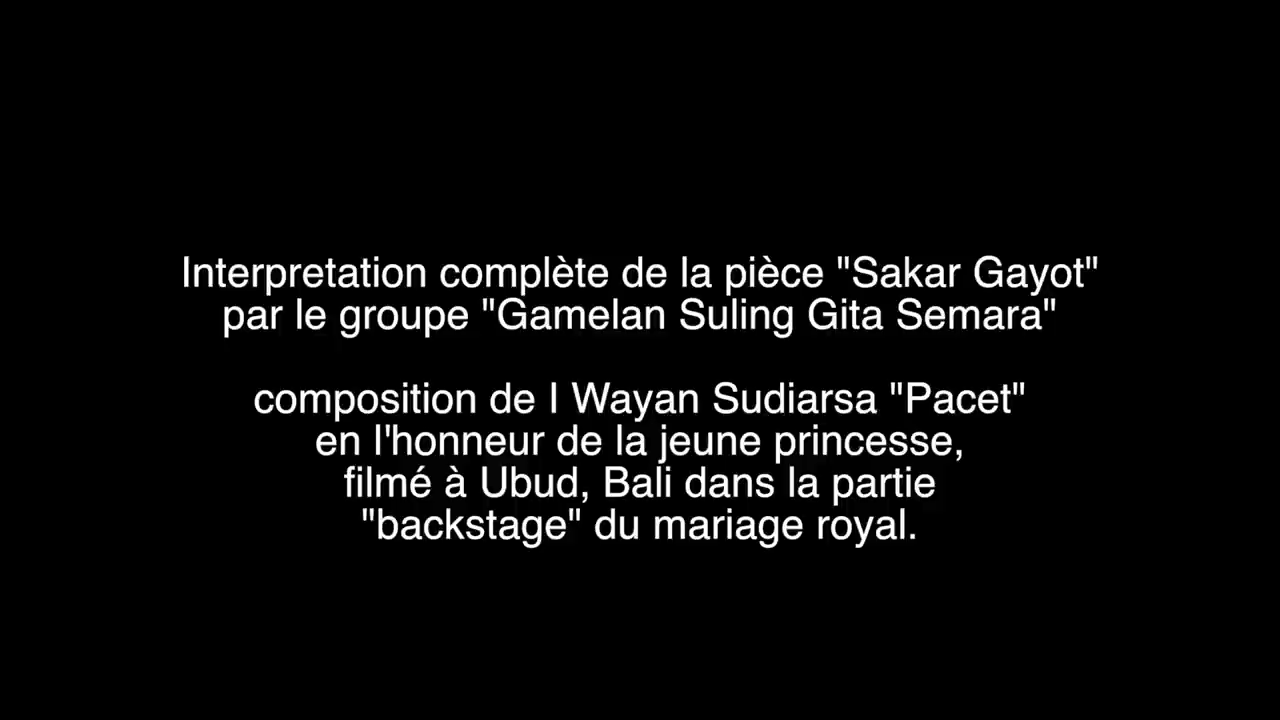 Interpretation complète de la pièce "Sakar Gayot"
par le groupe "Gamelan Suling Gita Semara"
composition de I Wayan Sudiarsa "Pacet"
en l'honneur de la jeune princesse,
filmé à Ubud, Bali dans la partie
"backstage" du mariage royal.